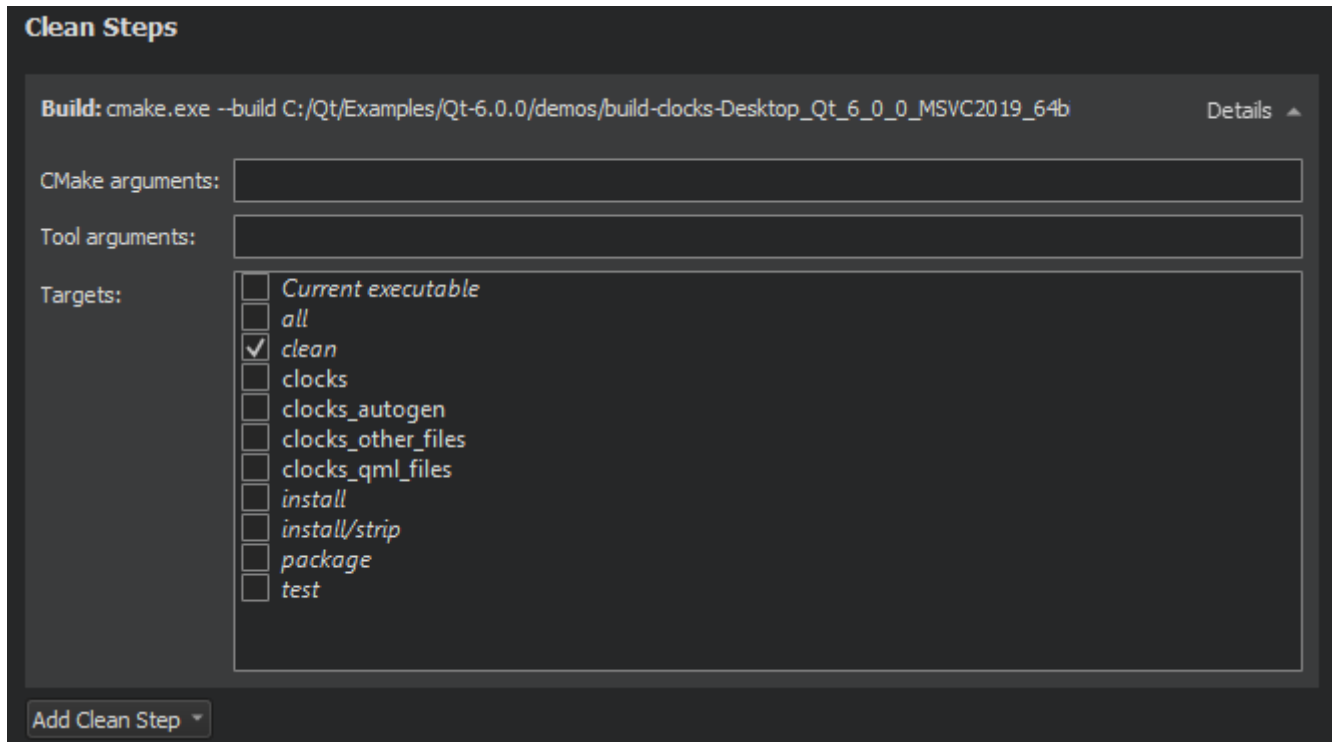 Clean Steps
Build: cmake.exe --build C:/Qt/Examples/Qt-6.0.0/demos/build-clocks-Desktop_Qt_6_0_0_MSVC2019_64b
Details
CMake arguments:
Tool arguments:
Targets:
Current executable
all
clean
clocks
clocks_autogen
clocks_other_files
clocks_qml_files
install
install/strip
package
test
Add Clean Step